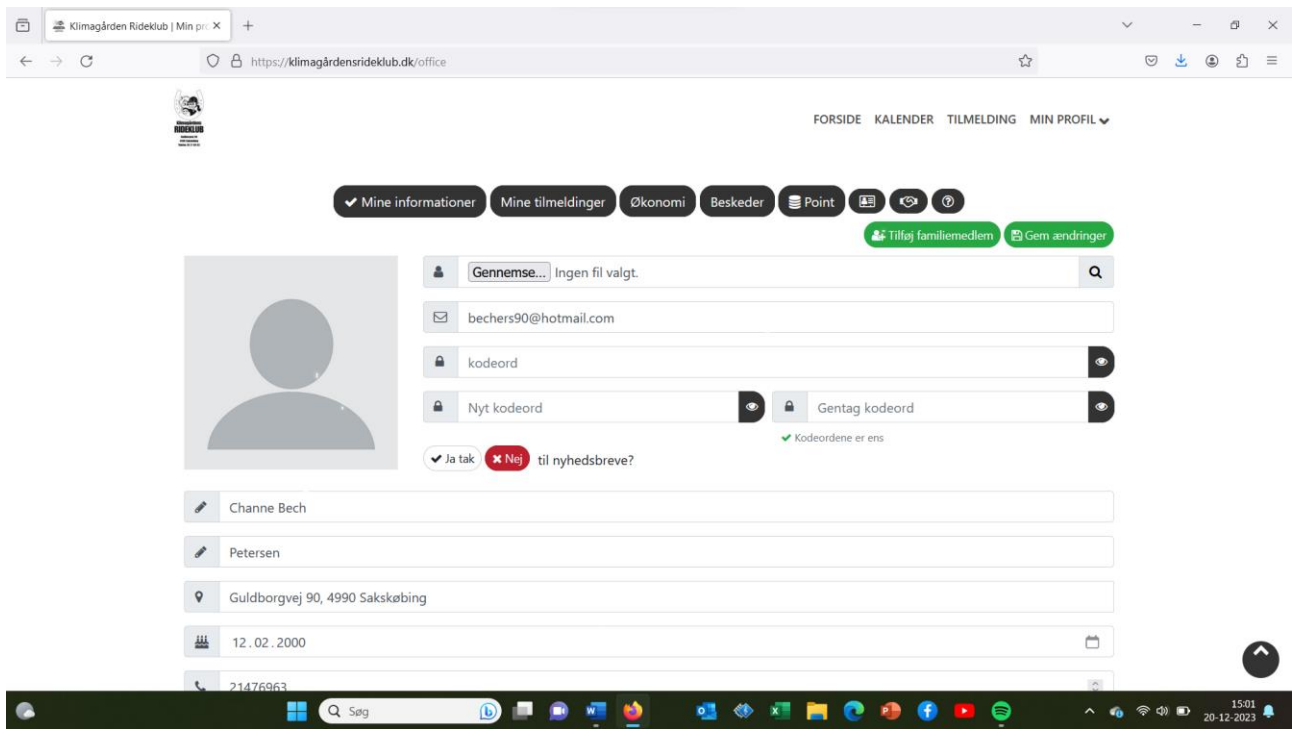 Klimagården Rideklub | Min pr
https://klimagårdensrideklub.dk/office
RIDEKLUB
FORSIDE KALENDER TILMELDING MIN PROFIL
Mine informationer Mine tilmeldinger Økonomi Beskeder Point
Tilføj familiemedlem Gem ændringer
Gennemse... Ingen fil valgt.
bechers90@hotmail.com
kodeord
Nyt kodeord Gentag kodeord
Kodeordene er ens
Ja tak Nej til nyhedsbreve?
Channe Bech
Petersen
Guldborgvej 90, 4990 Sakskøbing
12.02.2000
21476963
Søg
15:01
20-12-2023